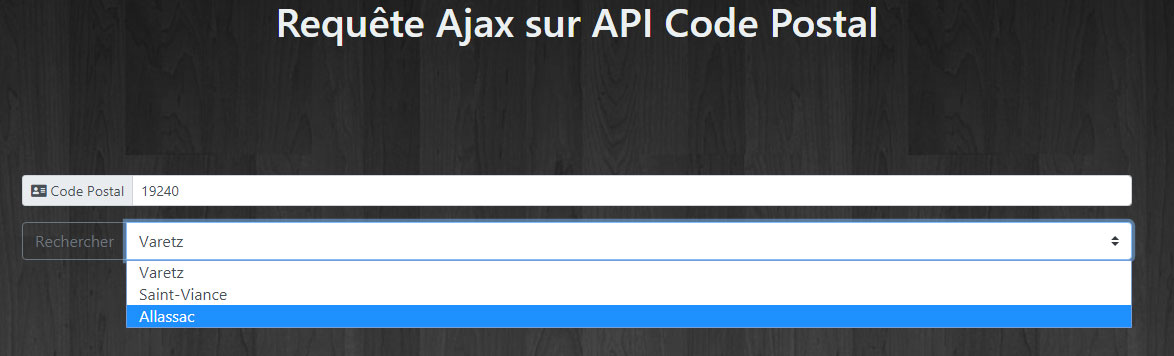 Requête Ajax sur API Code Postal
Code Postal 19240
Rechercher Varetz
Varetz
Saint-Viance
Allassac